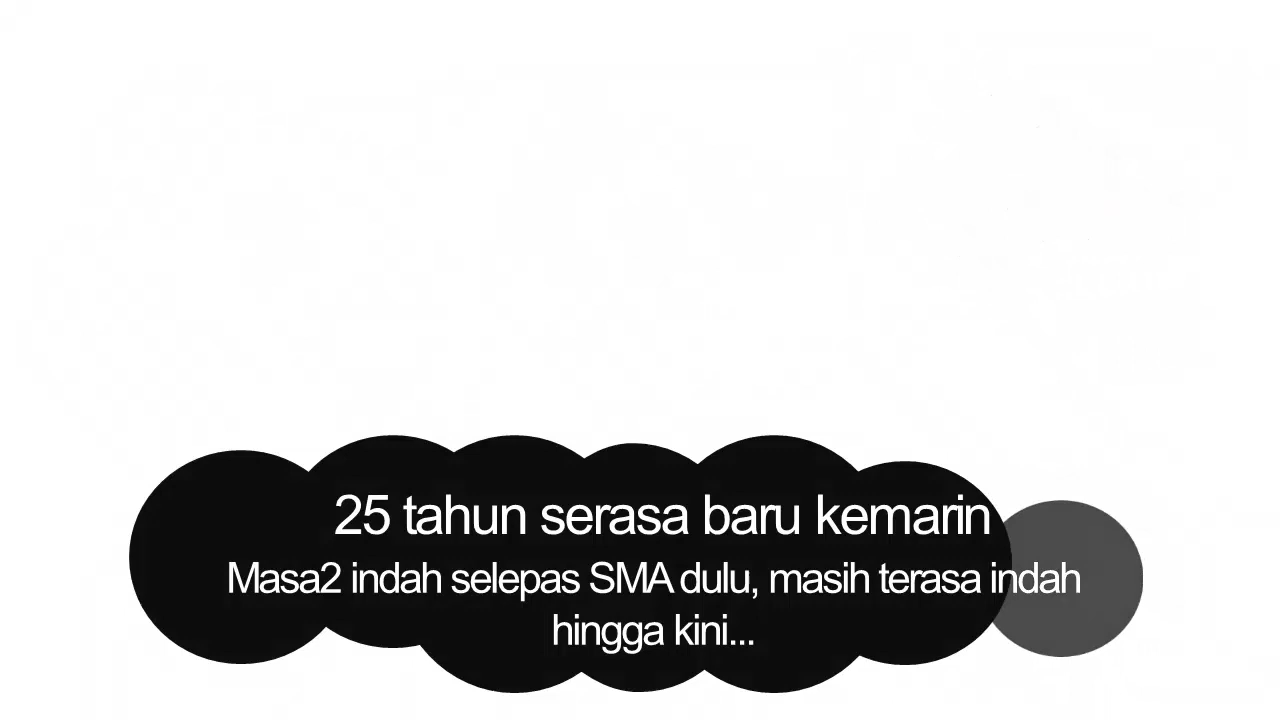 25 tahun serasa baru kemarin
Masa2 indah selepas SMA dulu, masih terasa indah
hingga kini...